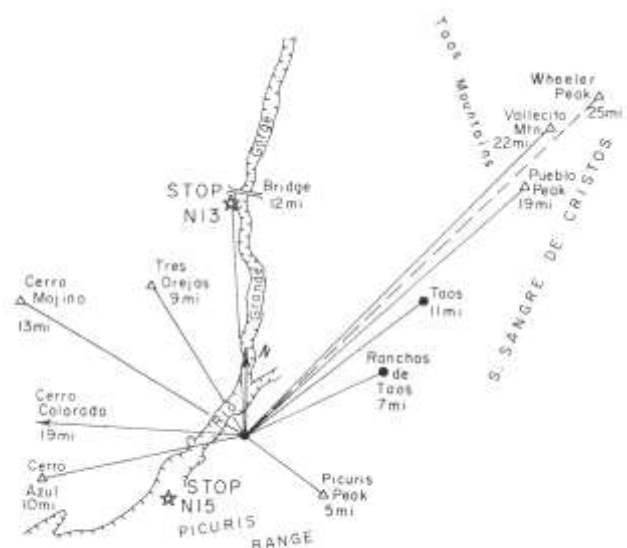 Taos Mountains
Wheeler
Peak
25mi
Vallecito
Mtn.
22mi
Pueblo
Peak
19mi
S. SANGRE DE CRISTOS
Gorge
Bridge
12mi
STOP
N13
Tres
Orejas
9mi
Cerro
Mojino
13mi
Grande
Taos
11mi
N
Ranchos
de
Taos
7mi
Cerro
Colorado
19mi
Rio
Cerro
Azul
10mi
STOP
N15
Picuris
Peak
5mi
PICURIS
RANGE